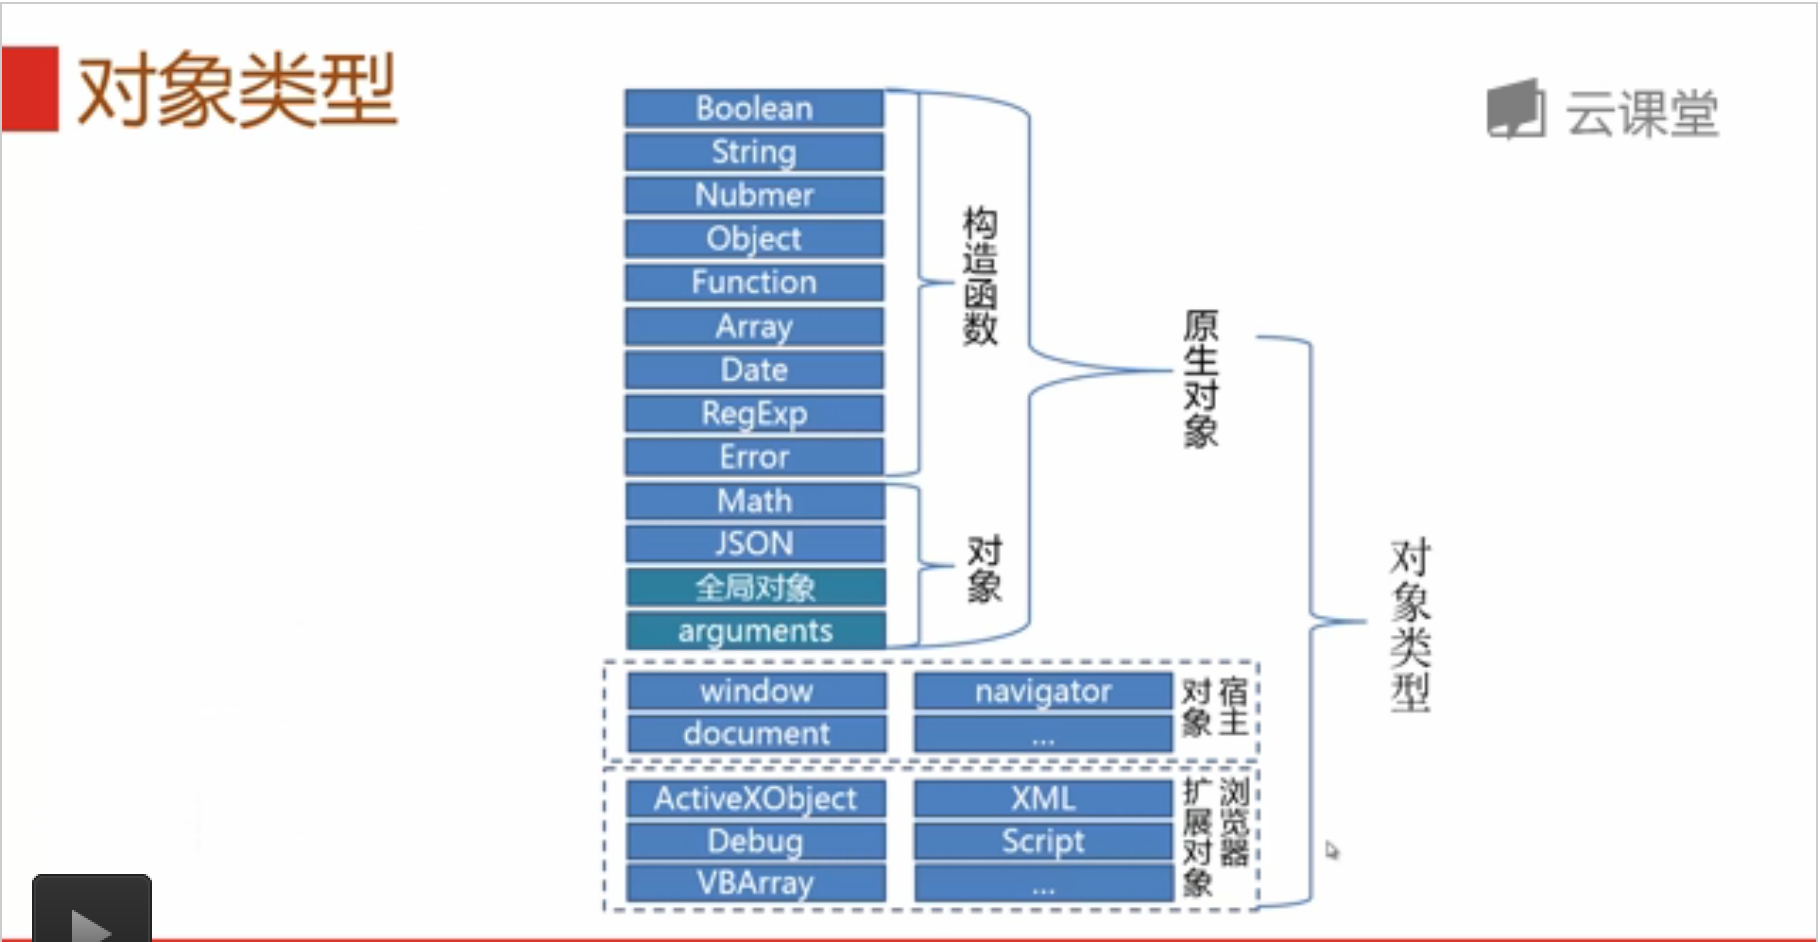 对象类型
云课堂
Boolean
String
Nubmer
Object
Function
Array
Date
RegExp
Error
构造函数
Math
JSON
全局对象
arguments
对象
原生对象
window
navigator
document
...
宿主
对象
ActiveXObject
XML
Debug
Script
VBArray
...
浏览器
扩展对象
对象类型